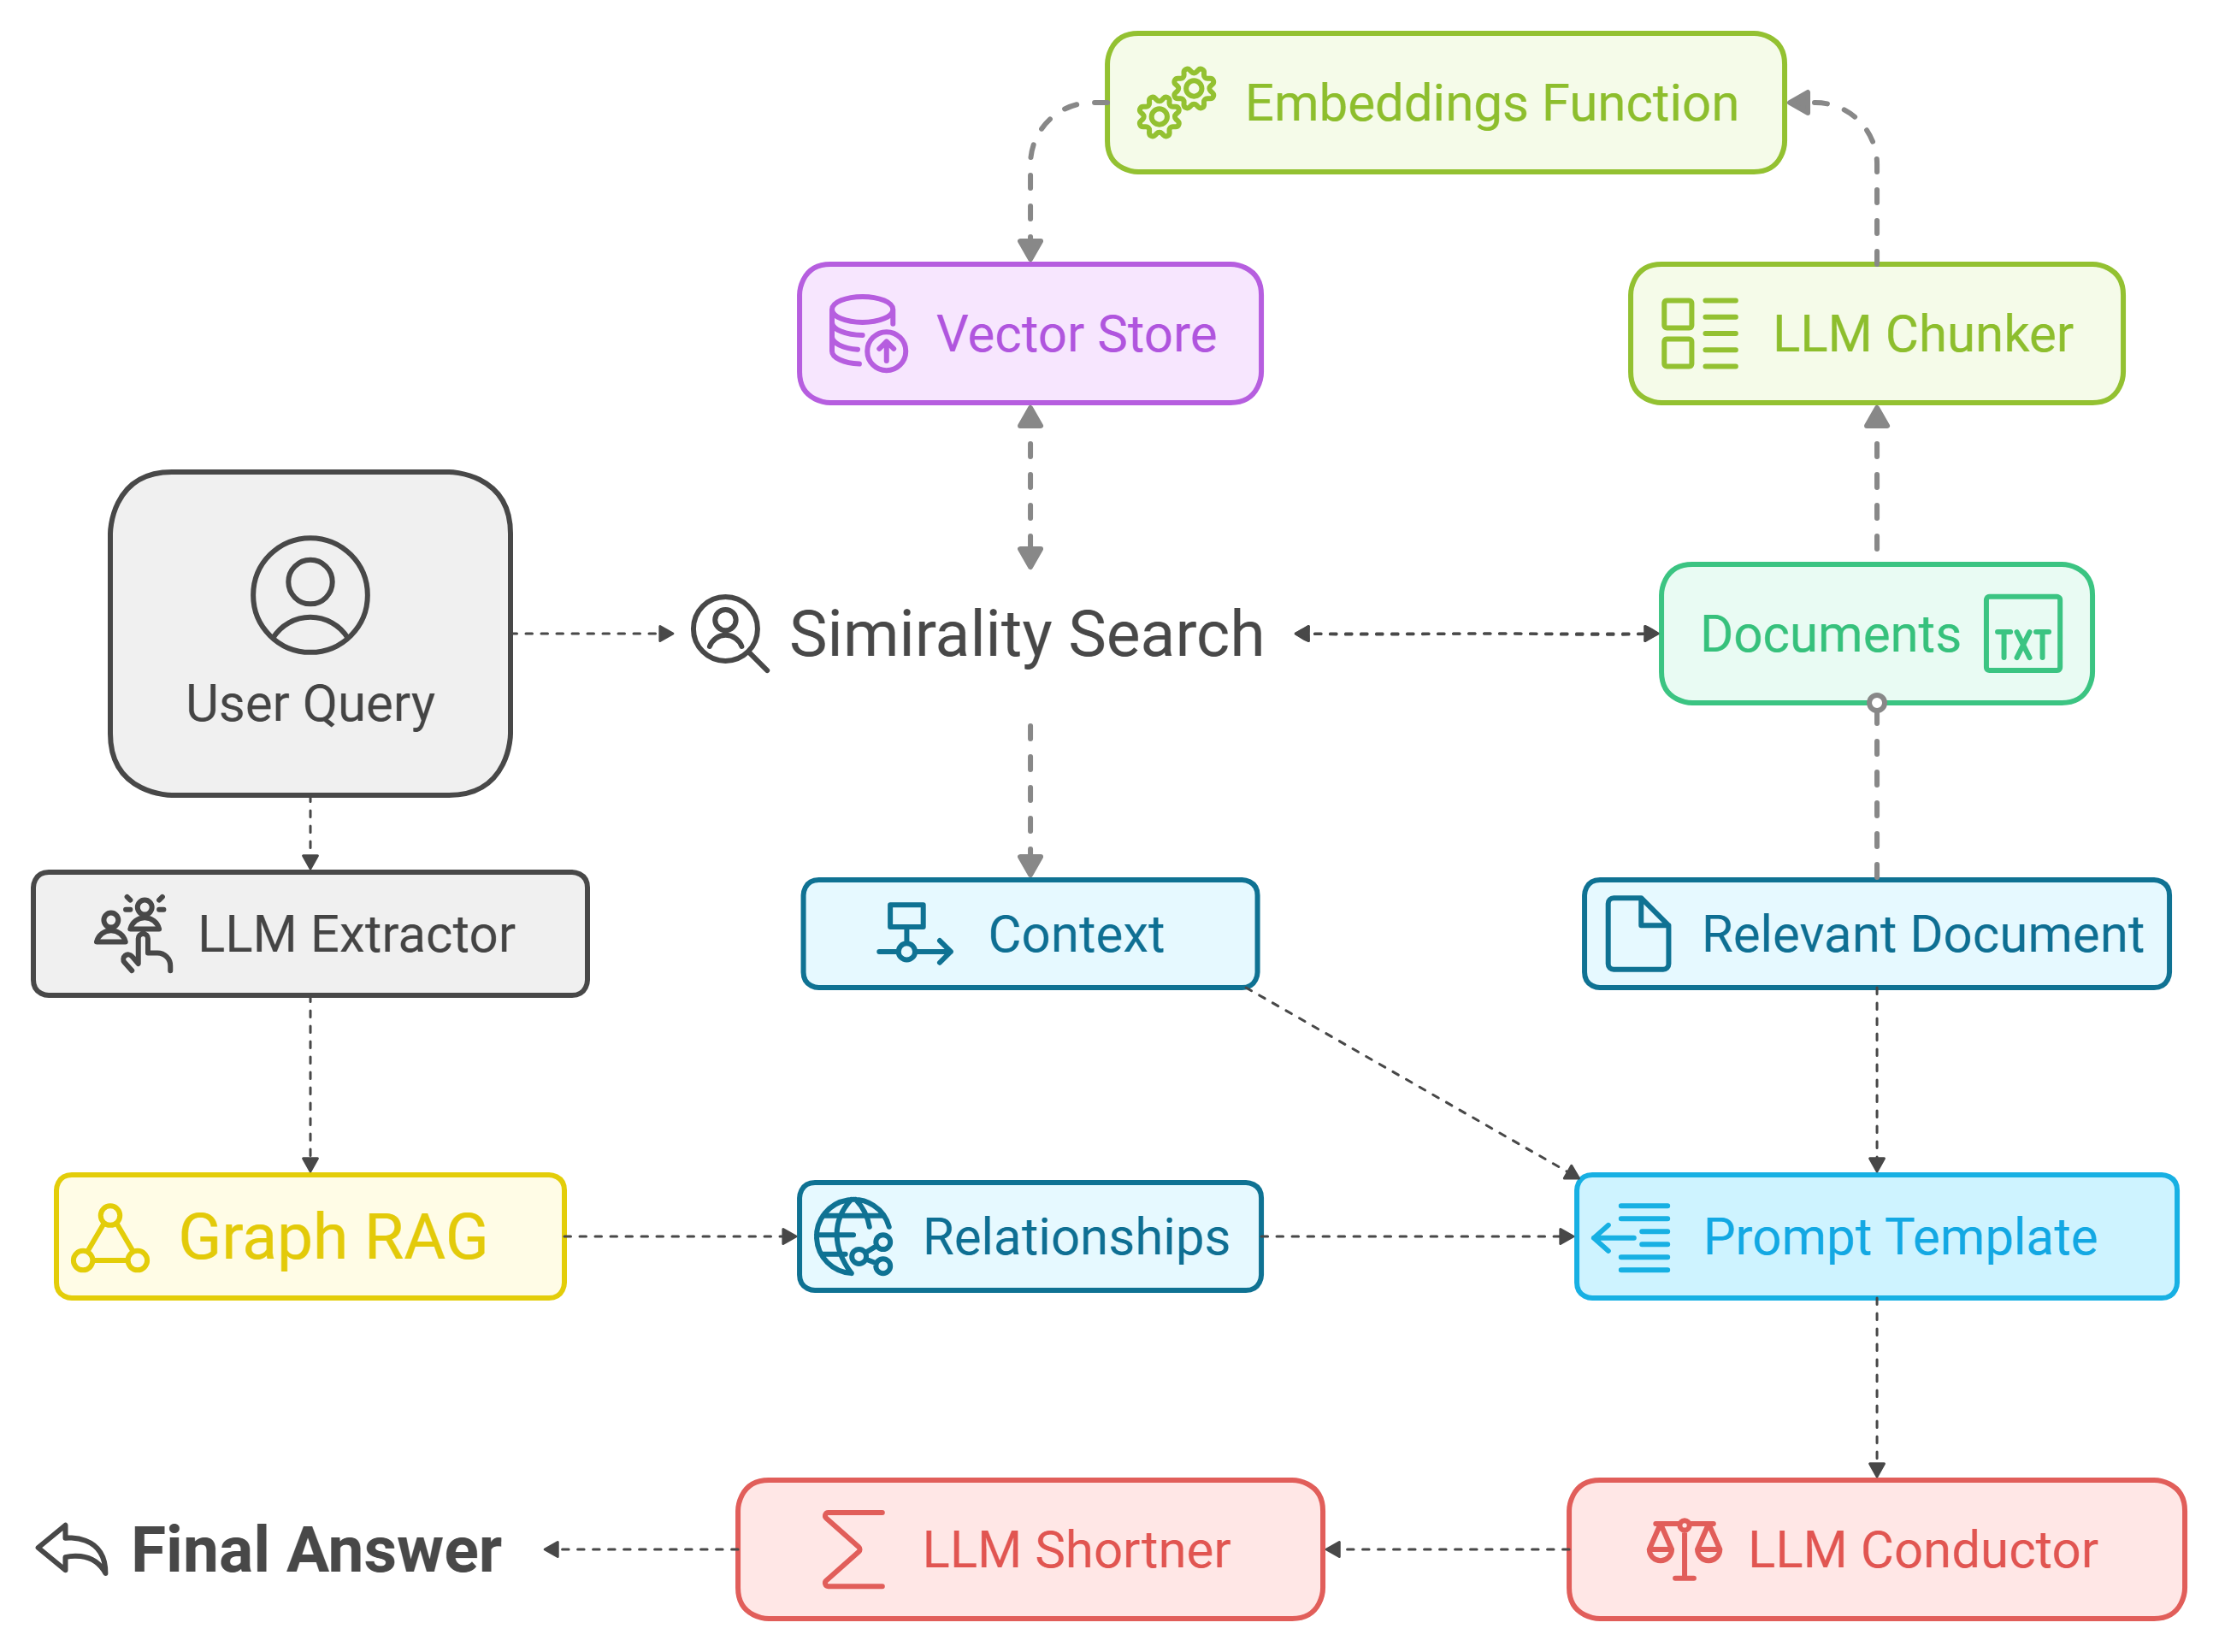 Embeddings Function
Vector Store
LLM Chunker
User Query
Simirality Search
Documents
TXT
LLM Extractor
Context
Relevant Document
Graph RAG
Relationships
Prompt Template
Final Answer
LLM Shortner
LLM Conductor